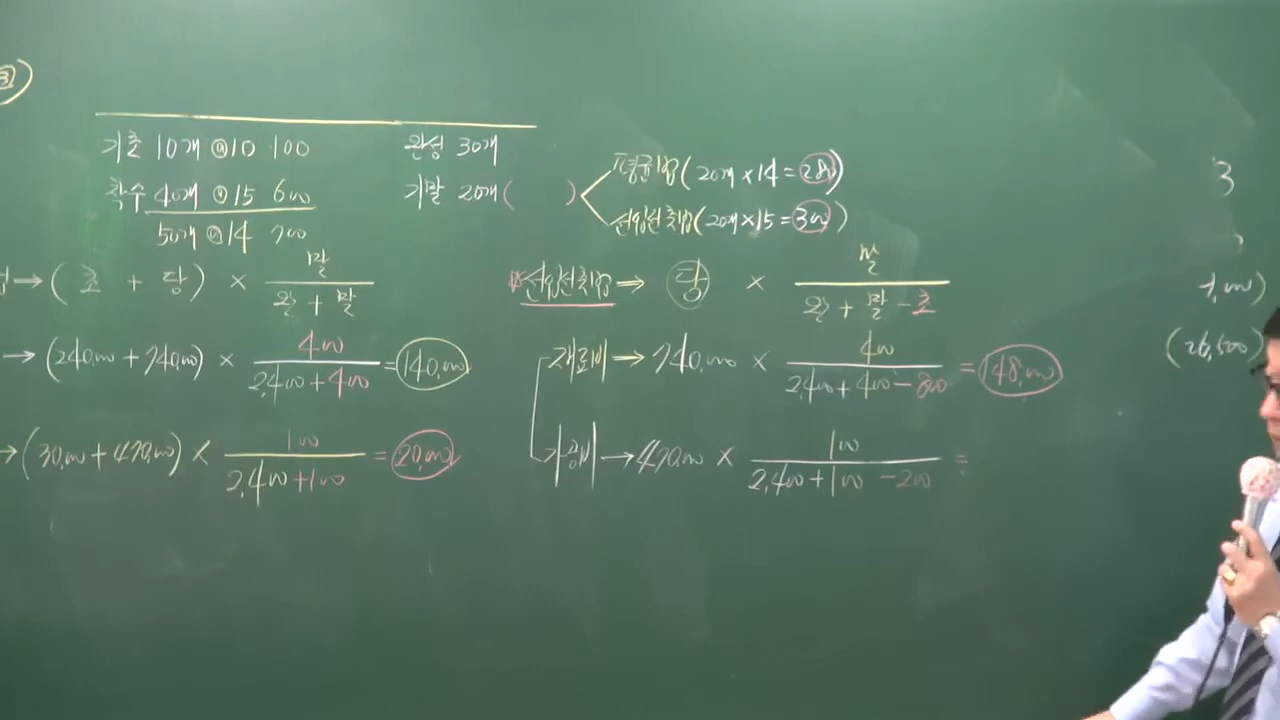 기초 10개 @10 100 완성 30개
착수 40개 @15 600 기말 20개( )
50개 @14 700
평균법(20개×14=280)
선입선출법(20개×15=300)
→ (초 + 당) × 말 / 완 + 말
→ (240,000 + 740,000) × 400 / 2,400+400 = 140,000
→ (30,000 + 470,000) × 100 / 2,400+100 = 20,000
선입선출법 ⇒ 당 × 말 / 완 + 말 - 초
재료비 → 740,000 × 400 / 2,400+400-800 = 148,000
가공비 → 470,000 × 100 / 2,400+100-200 =
3
(26,500)